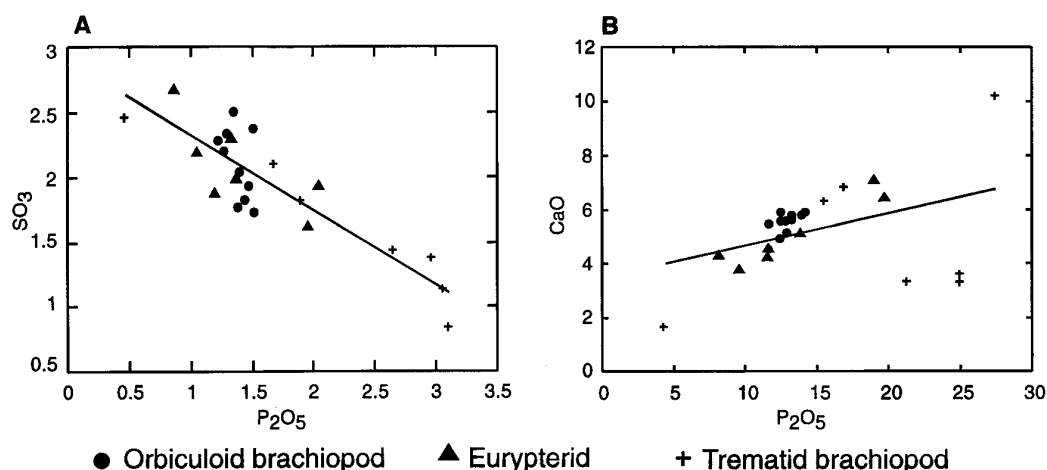 A
3
2.5
2
1.5
1
0.5
SO3
0 0.5 1 1.5 2 2.5 3 3.5
P2O5
B
12
10
8
6
4
2
0
CaO
0 5 10 15 20 25 30
P2O5
Orbiculoid brachiopod Eurypterid Trematid brachiopod